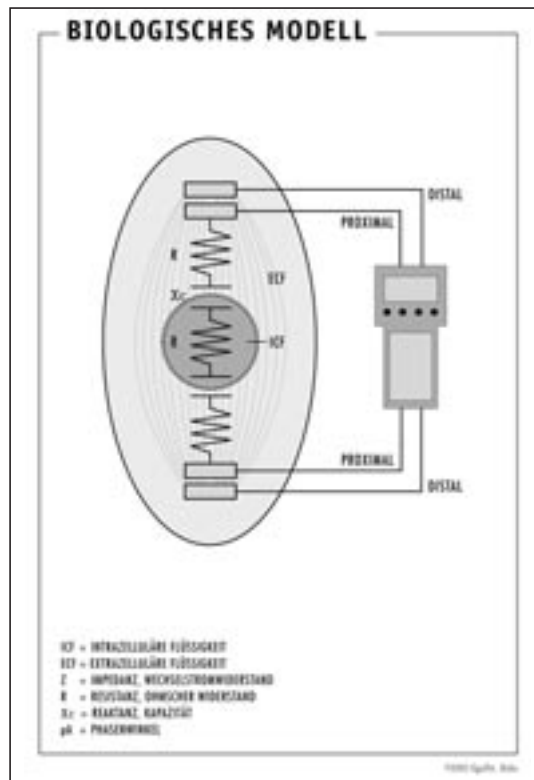 BIOLOGISCHES MODELL
DISTAL
PROXIMAL
R
ECF
Xc
R
ICF
PROXIMAL
DISTAL
ICF = INTRAZELLULÄRE FLÜSSIGKEIT
ECF = EXTRAZELLULÄRE FLÜSSIGKEIT
Z = IMPEDANZ, WECHSELSTROMWIDERSTAND
R = RESISTANZ, OHMSCHER WIDERSTAND
Xc = REAKTANZ, KAPAZITÄT
pA = PHASENWINKEL